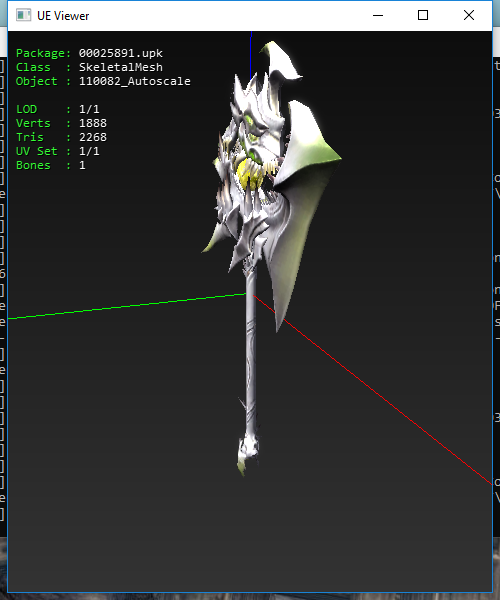 UE Viewer
Package: 00025891.upk
Class : SkeletalMesh
Object : 110082_Autoscale
LOD : 1/1
Verts : 1888
Tris : 2268
UV Set : 1/1
Bones : 1